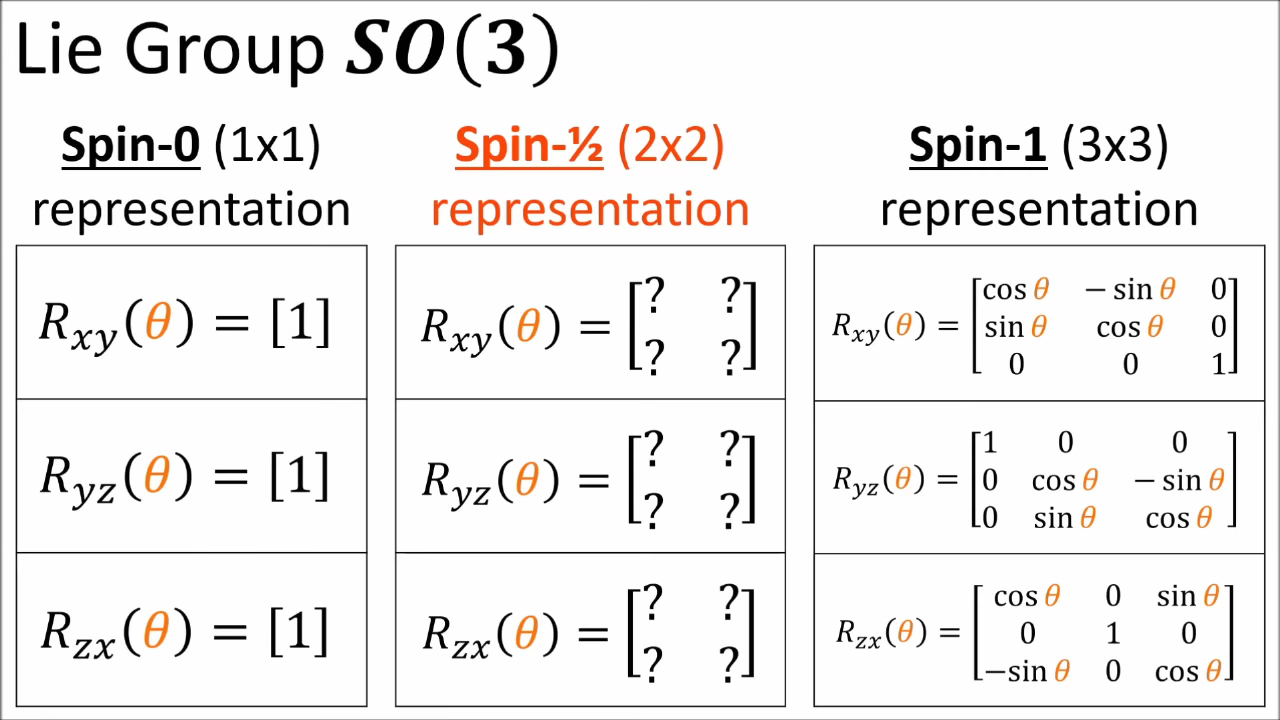 Lie Group SO(3)
Spin-0 (1x1)
representation
Spin-½ (2x2)
representation
Spin-1 (3x3)
representation
R_xy(θ) = [1]
R_xy(θ) = [? ?
? ?]
R_xy(θ) = [cos θ − sin θ 0
sin θ cos θ 0
0 0 1]
R_yz(θ) = [1]
R_yz(θ) = [? ?
? ?]
R_yz(θ) = [1 0 0
0 cos θ − sin θ
0 sin θ cos θ]
R_zx(θ) = [1]
R_zx(θ) = [? ?
? ?]
R_zx(θ) = [cos θ 0 sin θ
0 1 0
−sin θ 0 cos θ]